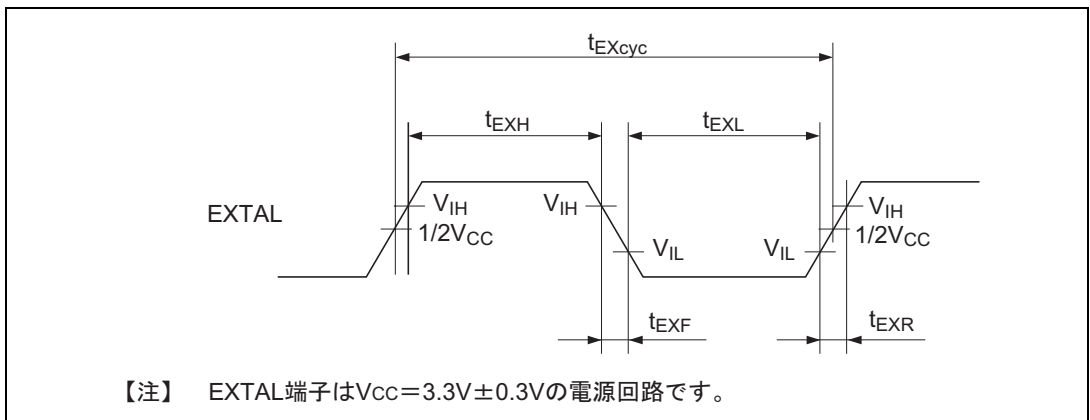 tEXcyc
tEXH
tEXL
EXTAL
VIH
1/2VCC
VIH
VIL
VIL
VIH
1/2VCC
tEXF
tEXR
【注】 EXTAL端子はVCC=3.3V±0.3Vの電源回路です。